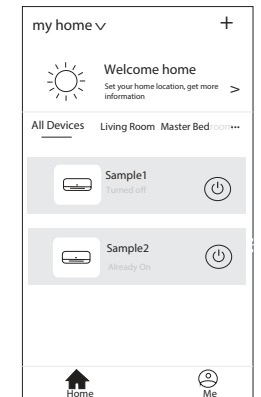 my home
Welcome home
Set your home location, get more
information
All Devices Living Room Master Bedroom
Sample1
Turned off
Sample2
Already On
Home Me